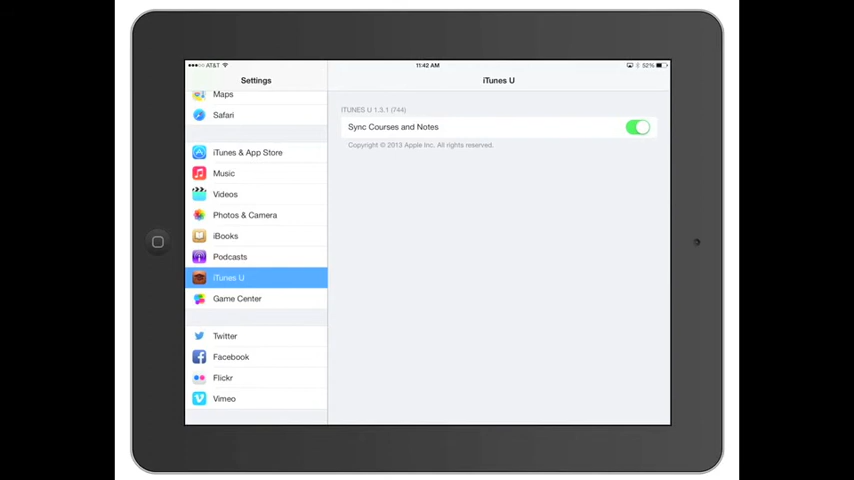 AT&T 11:42 AM 52%
Settings
iTunes U
Maps
Safari
iTunes & App Store
Music
Videos
Photos & Camera
iBooks
Podcasts
iTunes U
Game Center
Twitter
Facebook
Flickr
Vimeo
ITUNES U 1.3.1 (744)
Sync Courses and Notes
Copyright © 2013 Apple Inc. All rights reserved.